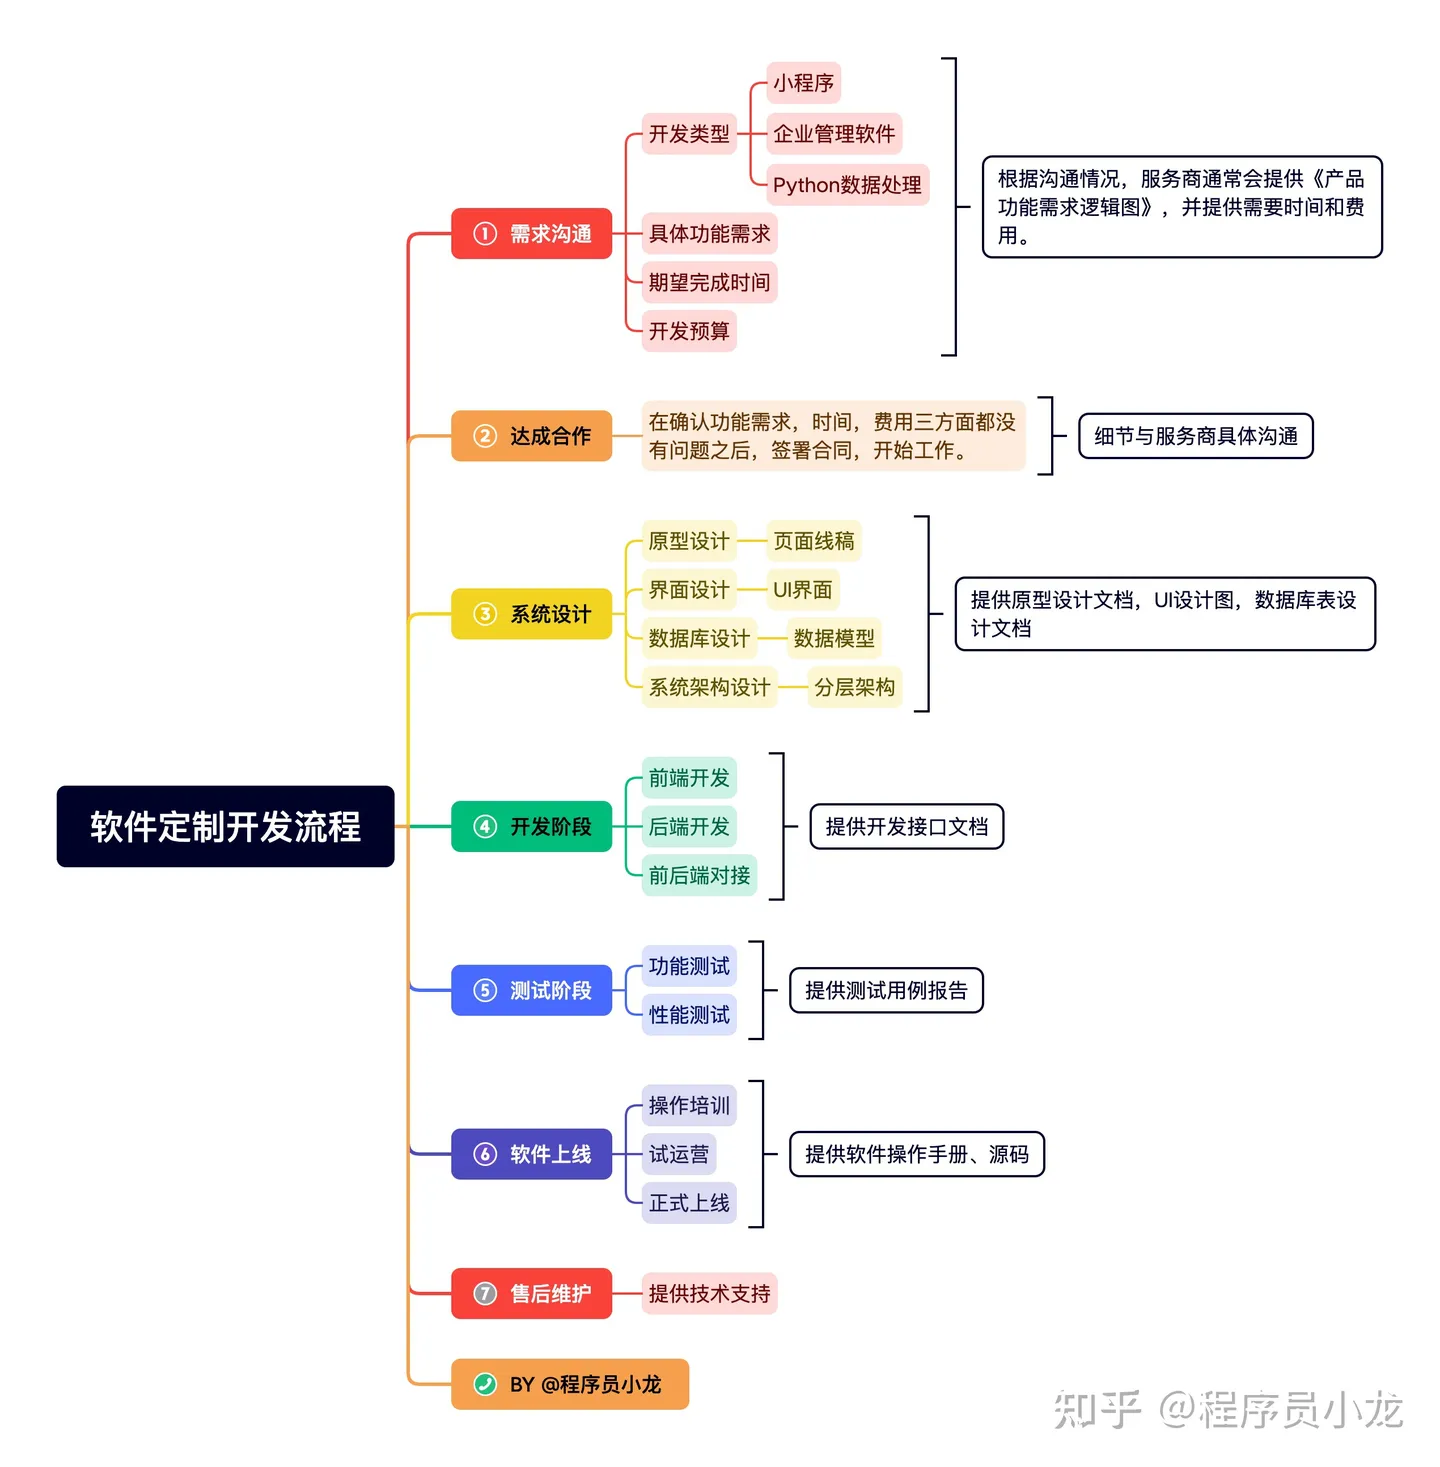 软件定制开发流程
① 需求沟通
开发类型
小程序
企业管理软件
Python数据处理
具体功能需求
期望完成时间
开发预算
根据沟通情况，服务商通常会提供《产品
功能需求逻辑图》，并提供需要时间和费
用。
② 达成合作
在确认功能需求，时间，费用三方面都没
有问题之后，签署合同，开始工作。
细节与服务商具体沟通
③ 系统设计
原型设计
页面线稿
界面设计
UI界面
数据库设计
数据模型
系统架构设计
分层架构
提供原型设计文档，UI设计图，数据库表设
计文档
④ 开发阶段
前端开发
后端开发
前后端对接
提供开发接口文档
⑤ 测试阶段
功能测试
性能测试
提供测试用例报告
⑥ 软件上线
操作培训
试运营
正式上线
提供软件操作手册、源码
⑦ 售后维护
提供技术支持
BY @程序员小龙
知乎 @程序员小龙